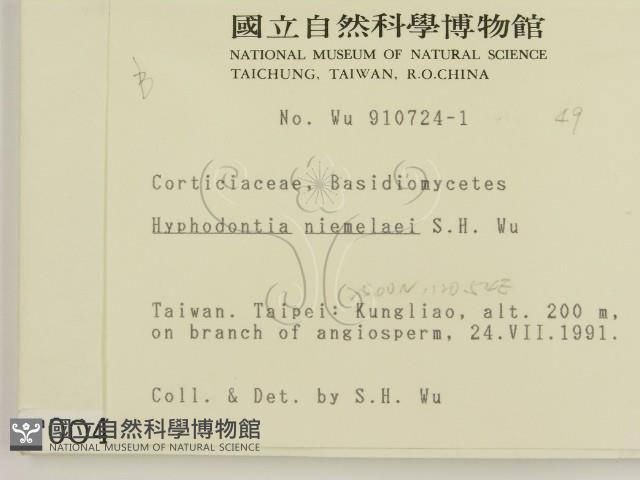 國立自然科學博物館
NATIONAL MUSEUM OF NATURAL SCIENCE
TAICHUNG, TAIWAN, R.O.CHINA
No. Wu 910724-1
49
Corticiaceae, Basidiomycetes
Hyphodontia niemelaei S.H. Wu
Taiwan. Taipei: Kungliao, alt. 200 m,
on branch of angiosperm, 24.VII.1991.
Coll. & Det. by S.H. Wu
004
國立自然科學博物館
NATIONAL MUSEUM OF NATURAL SCIENCE